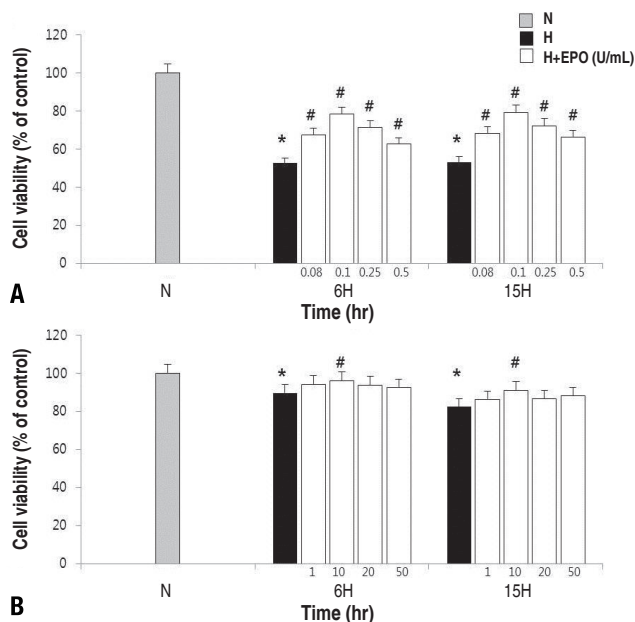 N
H
H+EPO (U/mL)
Cell viability (% of control)
120
100
80
60
40
20
0
* # # # # * # # # #
0.08 0.1 0.25 0.5 0.08 0.1 0.25 0.5
N 6H 15H
Time (hr)
A
Cell viability (% of control)
120
100
80
60
40
20
0
* # * #
1 10 20 50 1 10 20 50
N 6H 15H
Time (hr)
B